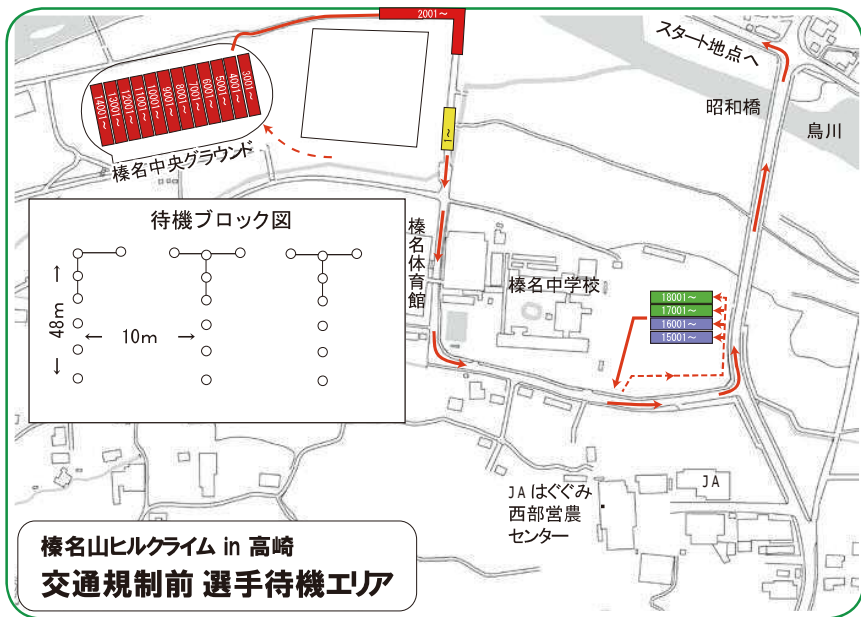 2001～
スタート地点へ
昭和橋
烏川
14001～
13001～
12001～
11001～
10001～
9001～
8001～
7001～
6001～
5001～
4001～
3001～
1～
榛名中央グラウンド
待機ブロック図
48m
10m
榛名体育館
榛名中学校
18001～
17001～
16001～
15001～
JAはぐぐみ
西部営農
センター
JA
榛名山ヒルクライム in 高崎
交通規制前 選手待機エリア